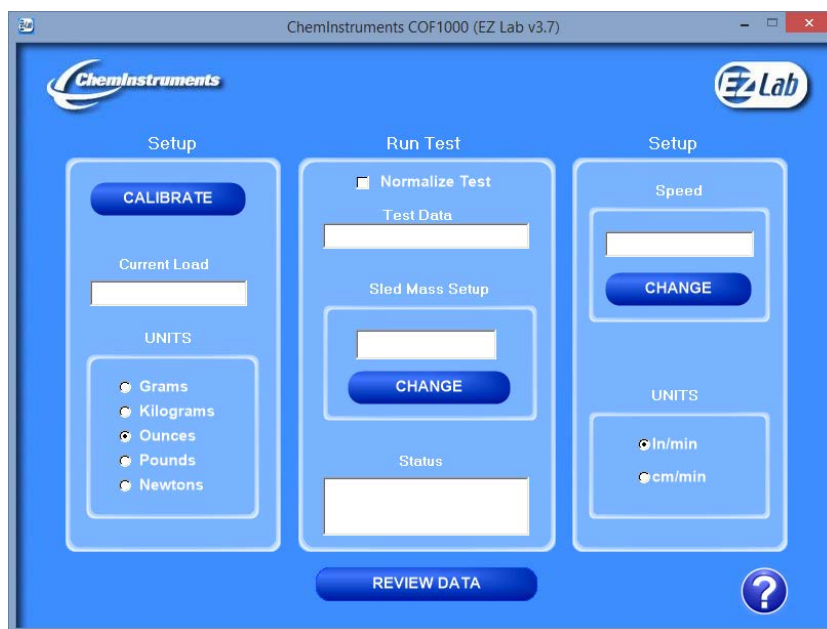 ChemInstruments COF1000 (EZ Lab v3.7)
ChemInstruments
EZ Lab
Setup
CALIBRATE
Current Load
UNITS
Grams
Kilograms
Ounces
Pounds
Newtons
Run Test
Normalize Test
Test Data
Sled Mass Setup
CHANGE
Status
REVIEW DATA
Setup
Speed
CHANGE
UNITS
In/min
cm/min
?